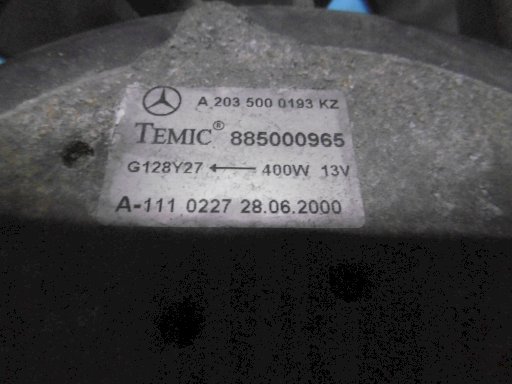 A 203 500 0193 KZ
TEMIC® 885000965
G128Y27 ← 400W 13V
A-111 0227 28.06.2000